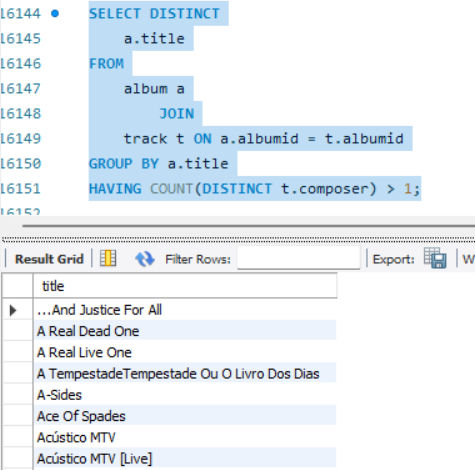 16144 SELECT DISTINCT
16145 a.title
16146 FROM
16147 album a
16148 JOIN
16149 track t ON a.albumid = t.albumid
16150 GROUP BY a.title
16151 HAVING COUNT(DISTINCT t.composer) > 1;
16152
Result Grid Filter Rows: Export: W
title
...And Justice For All
A Real Dead One
A Real Live One
A TempestadeTempestade Ou O Livro Dos Dias
A-Sides
Ace Of Spades
Acústico MTV
Acústico MTV [Live]